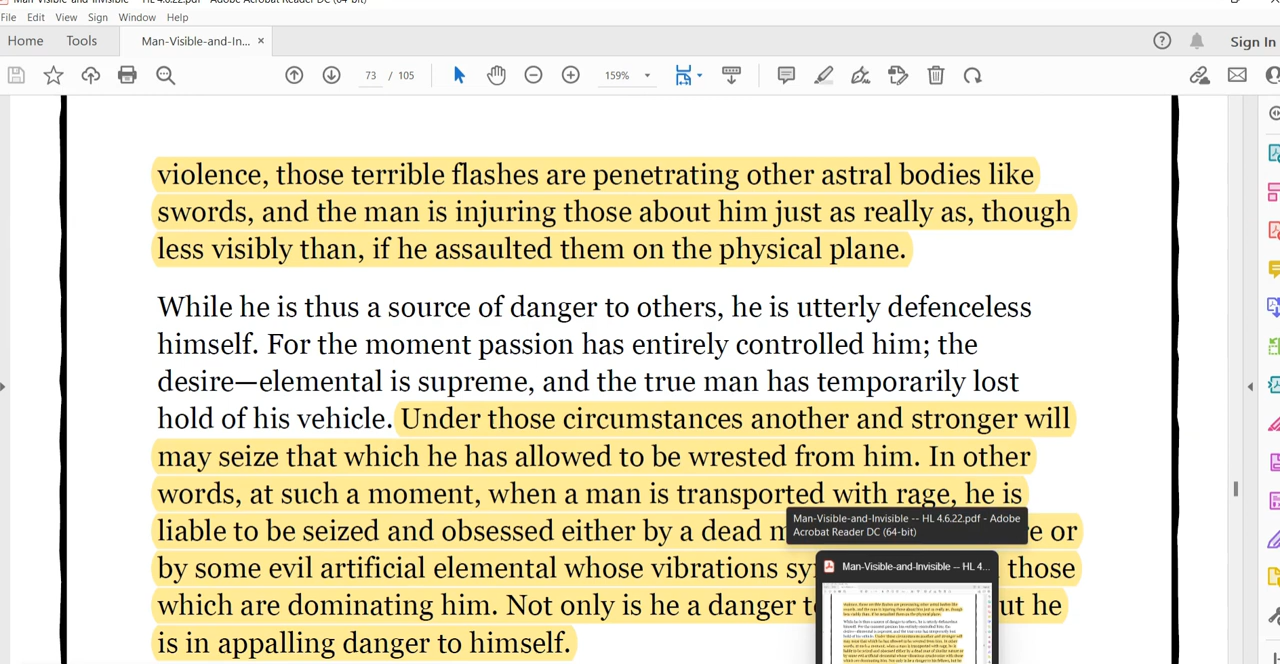 Man-Visible-and-Invisible -- HL 4.6.22.pdf - Adobe Acrobat Reader DC (64-bit)
File Edit View Sign Window Help
Home Tools Man-Visible-and-In... × Sign In
73 / 105 159%
violence, those terrible flashes are penetrating other astral bodies like
swords, and the man is injuring those about him just as really as, though
less visibly than, if he assaulted them on the physical plane.
While he is thus a source of danger to others, he is utterly defenceless
himself. For the moment passion has entirely controlled him; the
desire—elemental is supreme, and the true man has temporarily lost
hold of his vehicle. Under those circumstances another and stronger will
may seize that which he has allowed to be wrested from him. In other
words, at such a moment, when a man is transported with rage, he is
liable to be seized and obsessed either by a dead or
Man-Visible-and-Invisible -- HL 4.6.22.pdf - Adobe
Acrobat Reader DC (64-bit)
by some evil artificial elemental whose vibrations those
Man-Visible-and-Invisible -- HL 4...
which are dominating him. Not only is he a danger he
is in appalling danger to himself.